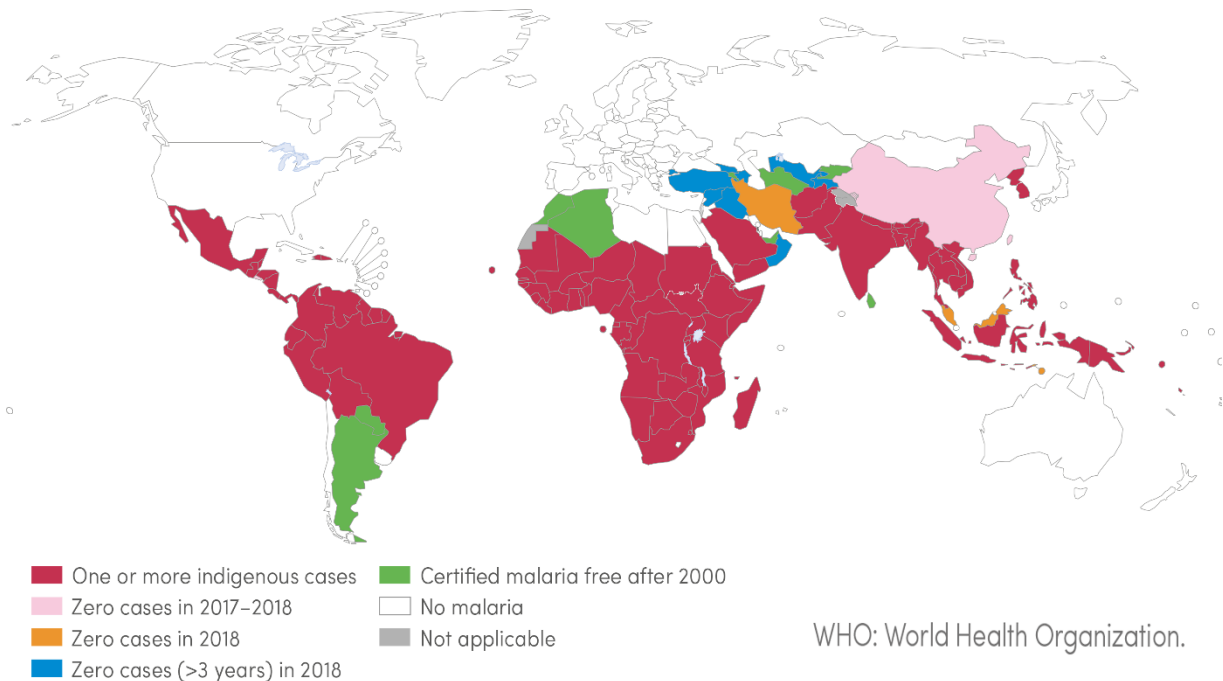 One or more indigenous cases
Zero cases in 2017–2018
Zero cases in 2018
Zero cases (>3 years) in 2018
Certified malaria free after 2000
No malaria
Not applicable
WHO: World Health Organization.